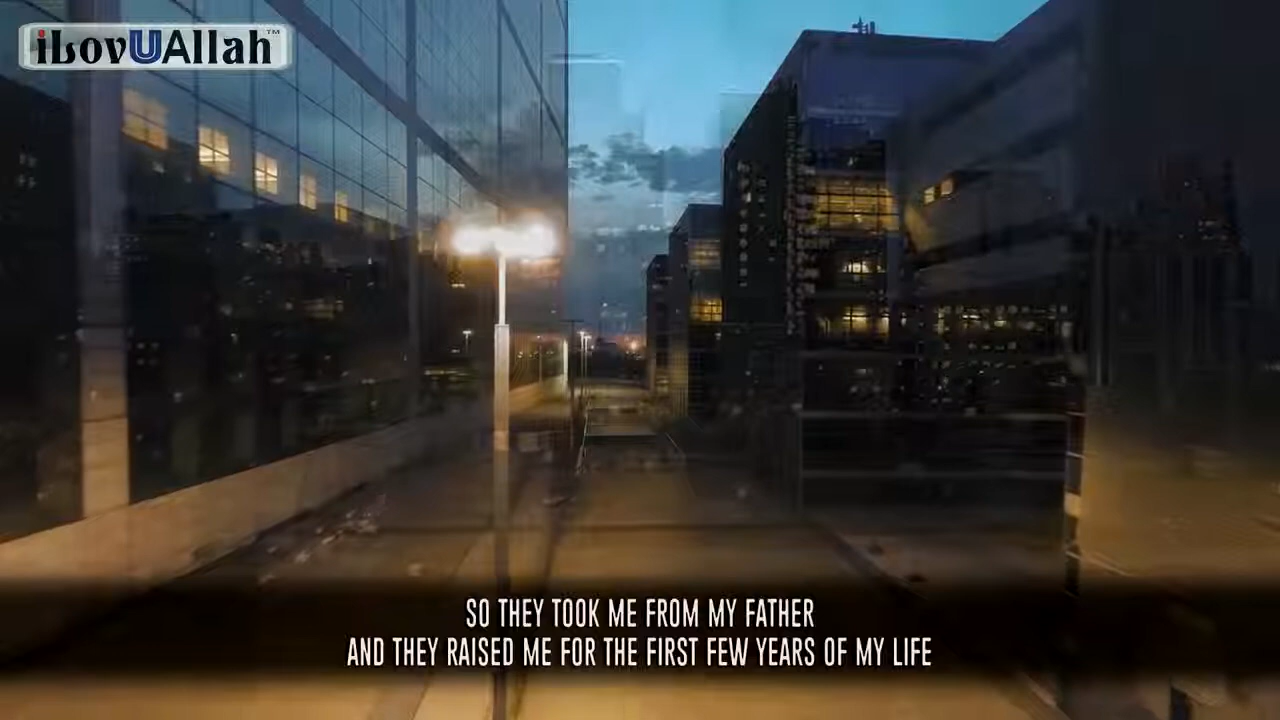 iLovUAllah™
SO THEY TOOK ME FROM MY FATHER
AND THEY RAISED ME FOR THE FIRST FEW YEARS OF MY LIFE